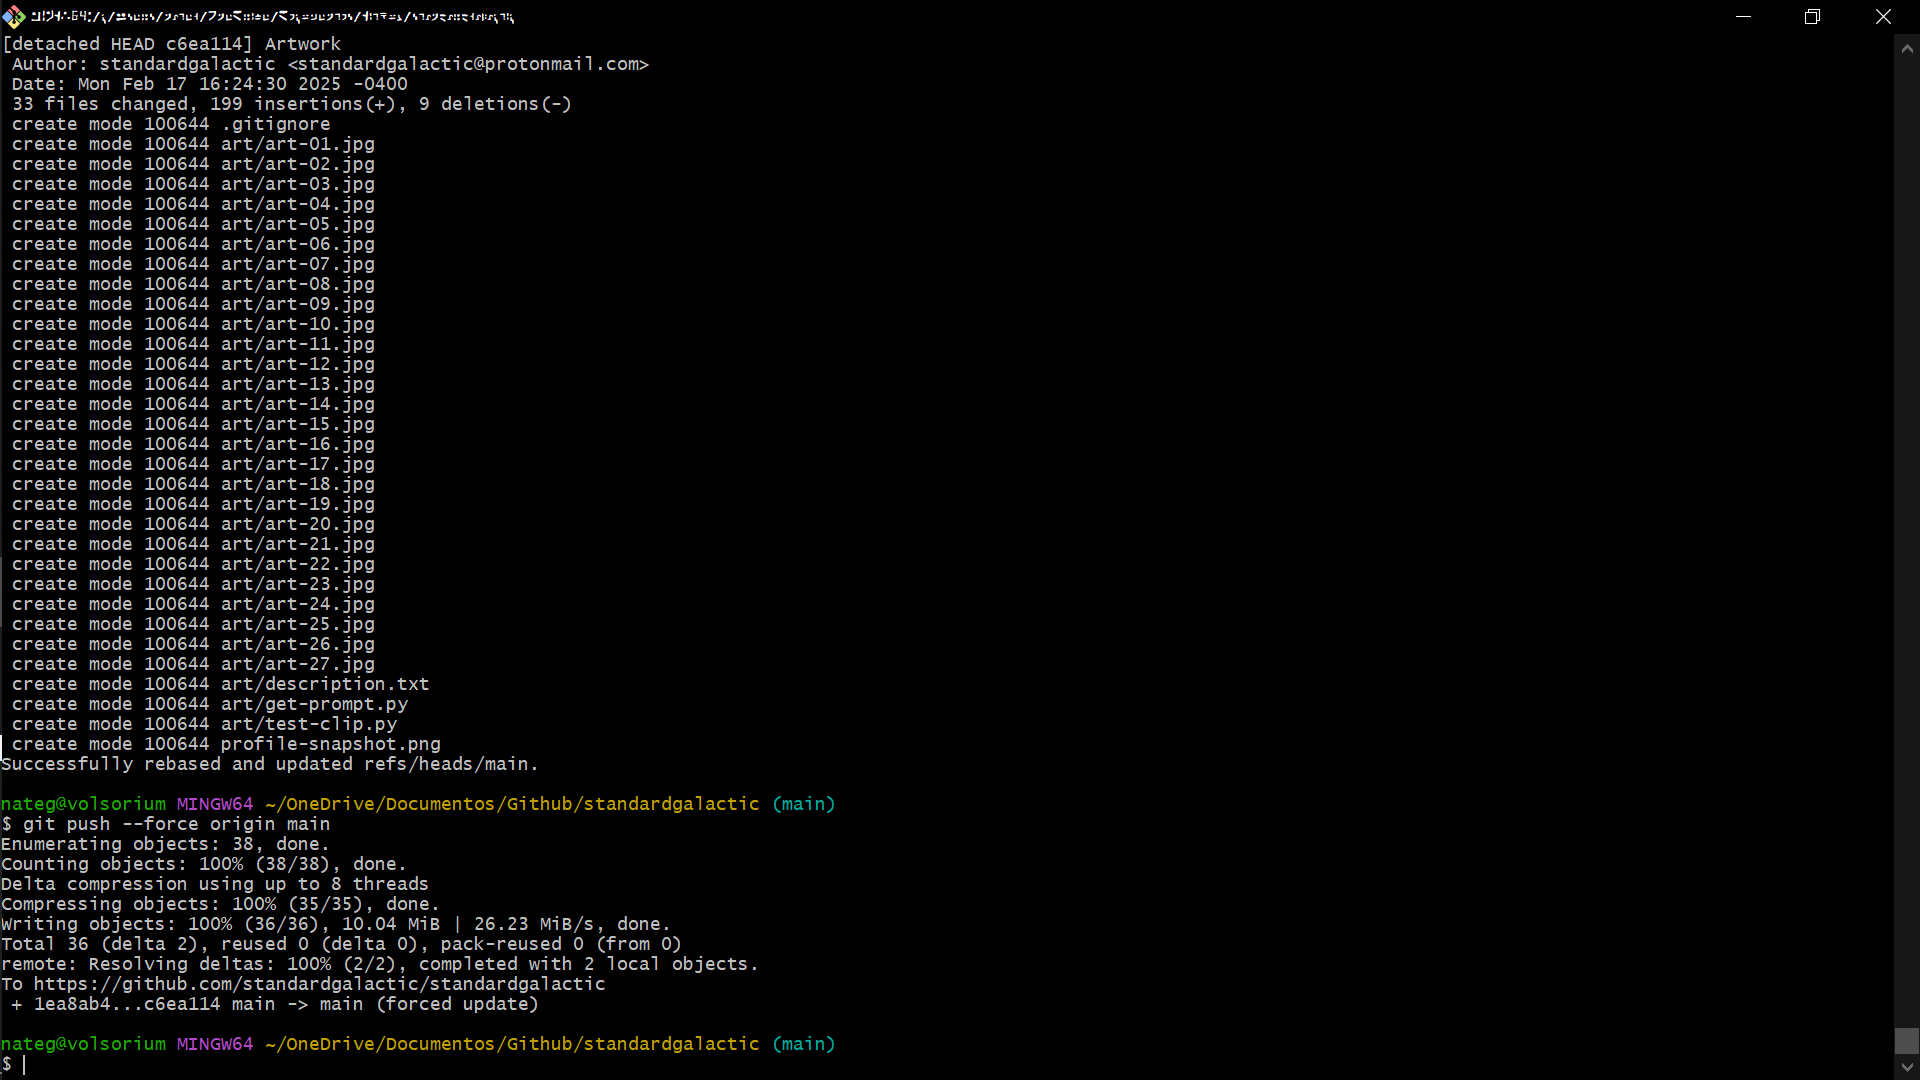 [detached HEAD c6ea114] Artwork
 Author: standardgalactic <standardgalactic@protonmail.com>
 Date: Mon Feb 17 16:24:30 2025 -0400
 33 files changed, 199 insertions(+), 9 deletions(-)
 create mode 100644 .gitignore
 create mode 100644 art/art-01.jpg
 create mode 100644 art/art-02.jpg
 create mode 100644 art/art-03.jpg
 create mode 100644 art/art-04.jpg
 create mode 100644 art/art-05.jpg
 create mode 100644 art/art-06.jpg
 create mode 100644 art/art-07.jpg
 create mode 100644 art/art-08.jpg
 create mode 100644 art/art-09.jpg
 create mode 100644 art/art-10.jpg
 create mode 100644 art/art-11.jpg
 create mode 100644 art/art-12.jpg
 create mode 100644 art/art-13.jpg
 create mode 100644 art/art-14.jpg
 create mode 100644 art/art-15.jpg
 create mode 100644 art/art-16.jpg
 create mode 100644 art/art-17.jpg
 create mode 100644 art/art-18.jpg
 create mode 100644 art/art-19.jpg
 create mode 100644 art/art-20.jpg
 create mode 100644 art/art-21.jpg
 create mode 100644 art/art-22.jpg
 create mode 100644 art/art-23.jpg
 create mode 100644 art/art-24.jpg
 create mode 100644 art/art-25.jpg
 create mode 100644 art/art-26.jpg
 create mode 100644 art/art-27.jpg
 create mode 100644 art/description.txt
 create mode 100644 art/get-prompt.py
 create mode 100644 art/test-clip.py
 create mode 100644 profile-snapshot.png
Successfully rebased and updated refs/heads/main.
nateg@volsorium MINGW64 ~/OneDrive/Documentos/Github/standardgalactic (main)
$ git push --force origin main
Enumerating objects: 38, done.
Counting objects: 100% (38/38), done.
Delta compression using up to 8 threads
Compressing objects: 100% (35/35), done.
Writing objects: 100% (36/36), 10.04 MiB | 26.23 MiB/s, done.
Total 36 (delta 2), reused 0 (delta 0), pack-reused 0 (from 0)
remote: Resolving deltas: 100% (2/2), completed with 2 local objects.
To https://github.com/standardgalactic/standardgalactic
 + 1ea8ab4...c6ea114 main -> main (forced update)
nateg@volsorium MINGW64 ~/OneDrive/Documentos/Github/standardgalactic (main)
$